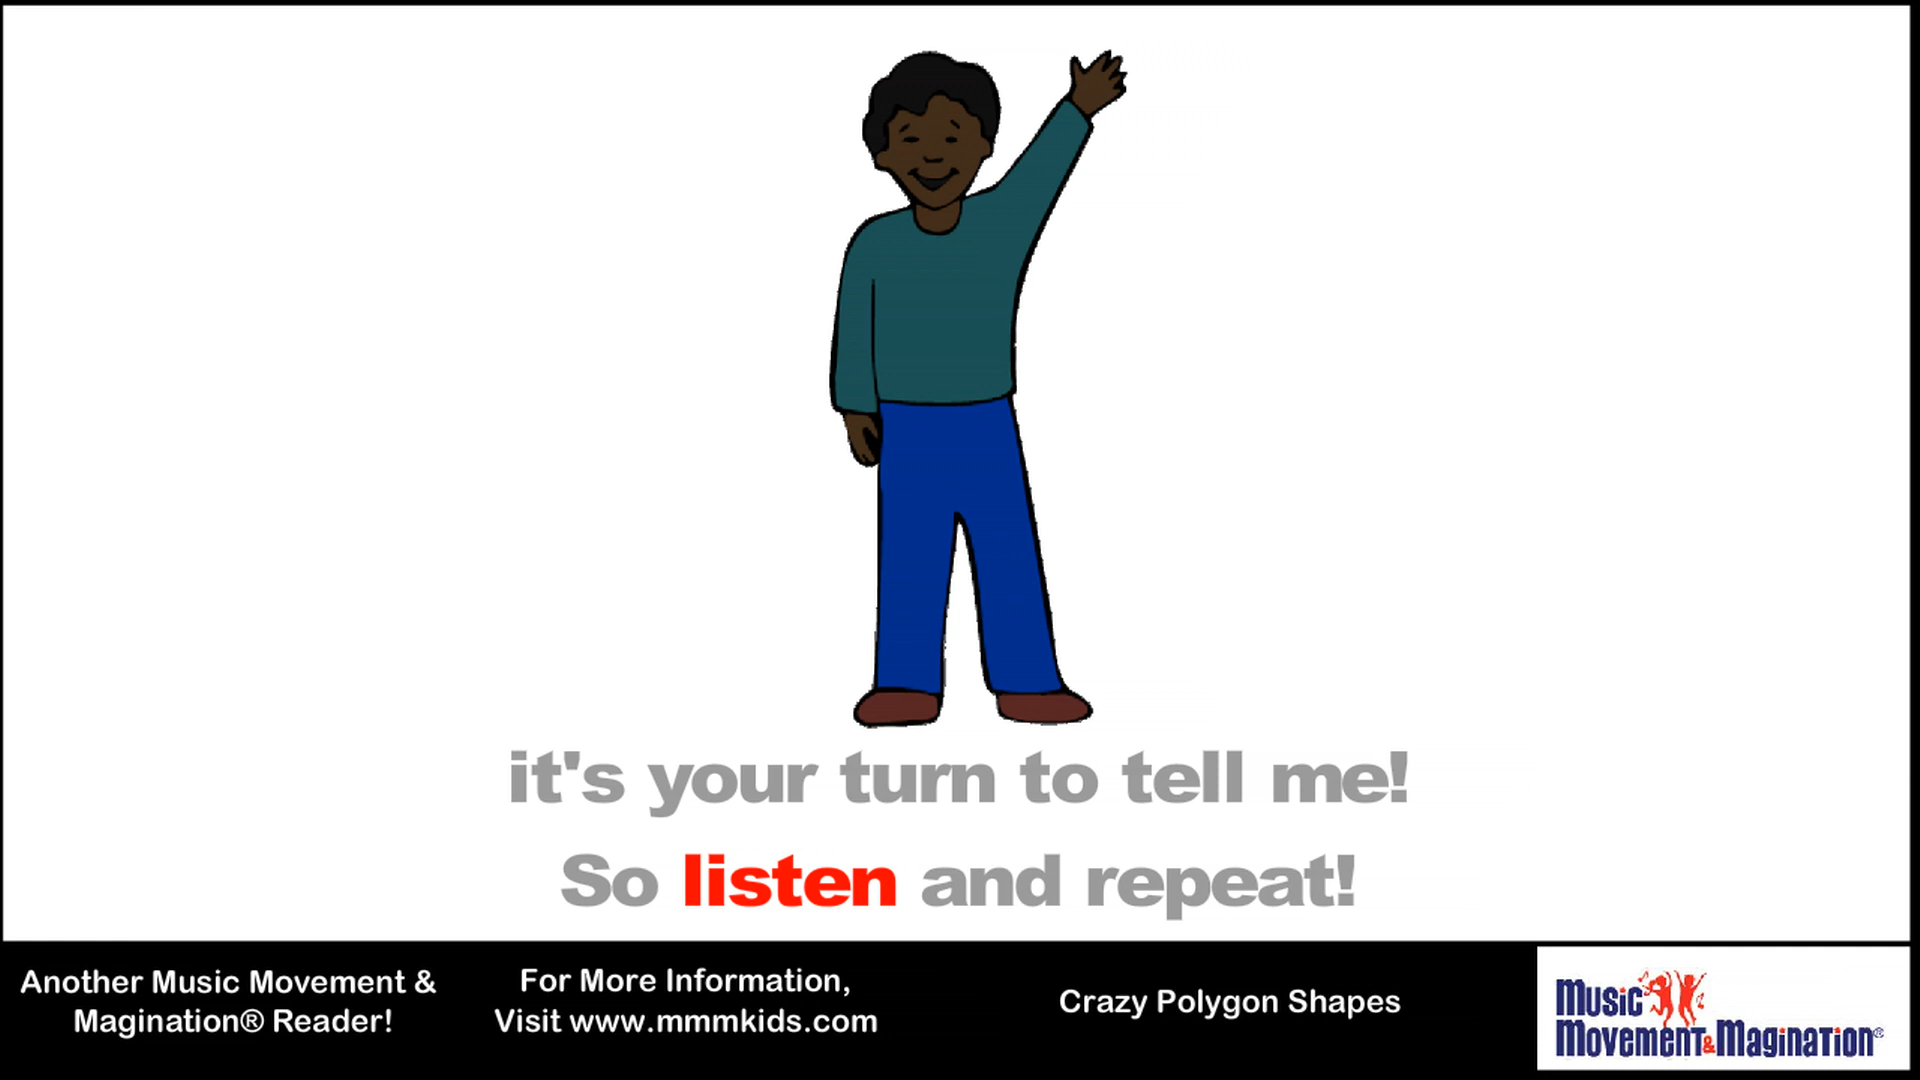 it's your turn to tell me!
So listen and repeat!
Another Music Movement &
Magination® Reader!
For More Information,
Visit www.mmmkids.com
Crazy Polygon Shapes
Music
Movement & Magination®